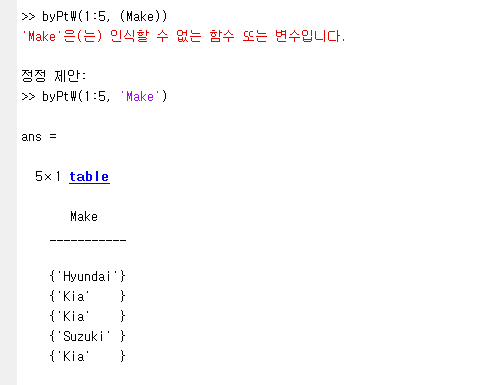 >> byPt₩(1:5, (Make))
'Make'은(는) 인식할 수 없는 함수 또는 변수입니다.
정정 제안:
>> byPt₩(1:5, 'Make')
ans =
5×1 table
Make
___________
{'Hyundai'}
{'Kia' }
{'Kia' }
{'Suzuki' }
{'Kia' }